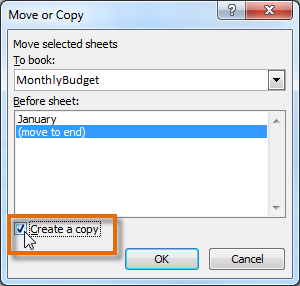 Move or Copy
Move selected sheets
To book:
MonthlyBudget
Before sheet:
January
(move to end)
Create a copy
OK Cancel